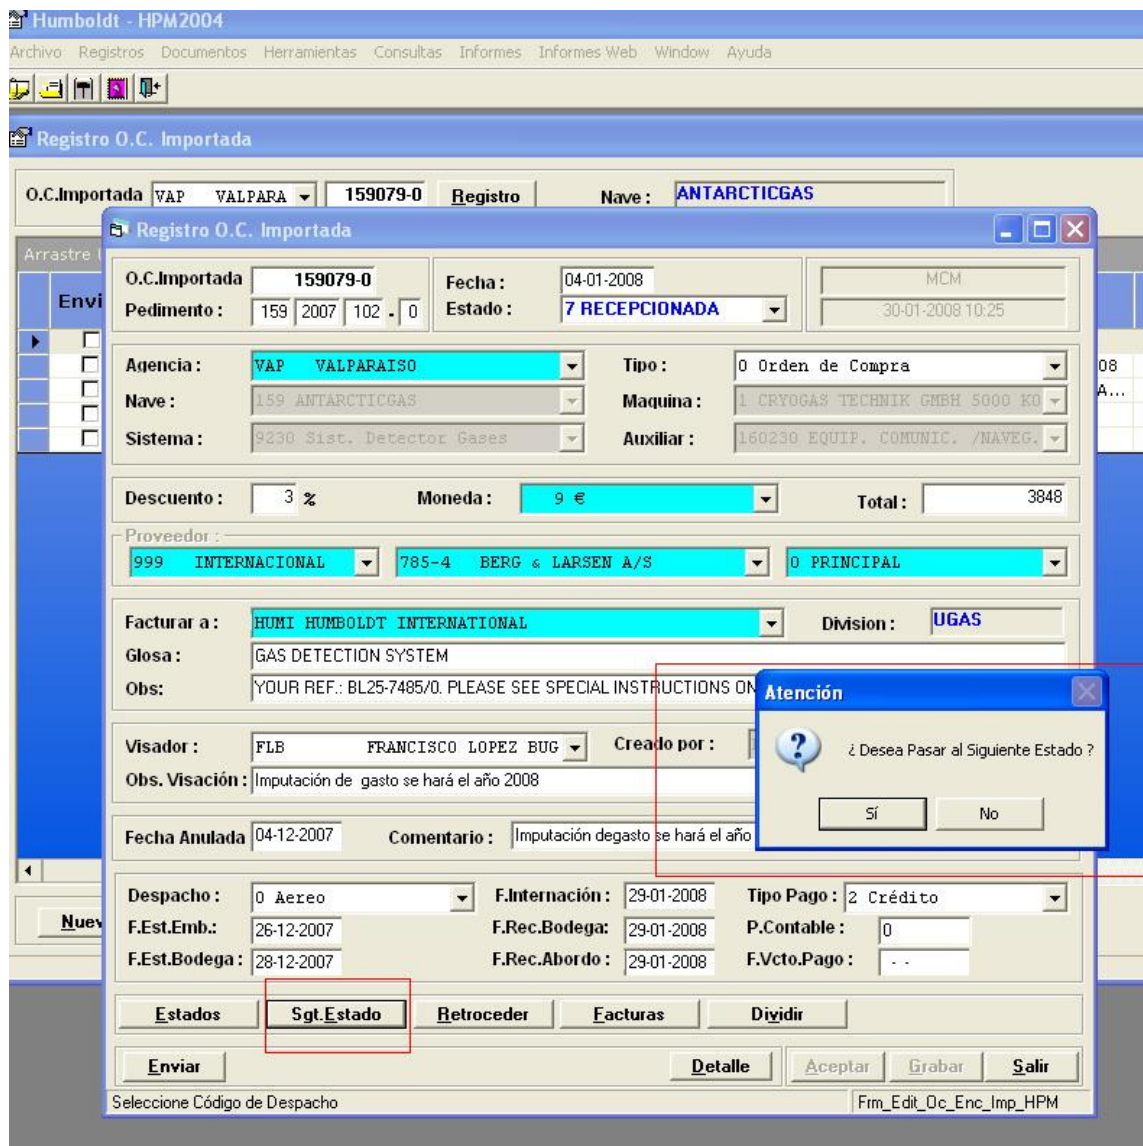 Humboldt - HPM2004
Archivo Registros Documentos Herramientas Consultas Informes Informes Web Window Ayuda
Registro O.C. Importada
O.C.Importada VAP VALPARA 159079-0 Registro Nave : ANTARCTICGAS
Registro O.C. Importada
Arrastre
O.C.Importada 159079-0 Fecha : 04-01-2008 MCM
Envi
Pedimento : 159 2007 102 - 0 Estado : 7 RECEPCIONADA 30-01-2008 10:25
Agencia : VAP VALPARAISO Tipo : 0 Orden de Compra
08
Nave : 159 ANTARCTICGAS Maquina : 1 CRYOGAS TECHNIK GMBH 5000 KO
A...
Sistema : 9230 Sist. Detector Gases Auxiliar : 160230 EQUIP. COMUNIC. /NAVEG.
Descuento : 3 % Moneda : 9 € Total : 3848
Proveedor :
999 INTERNACIONAL 785-4 BERG & LARSEN A/S 0 PRINCIPAL
Facturar a : HUMI HUMBOLDT INTERNATIONAL Division : UGAS
Glosa : GAS DETECTION SYSTEM
Obs: YOUR REF.: BL25-7485/0. PLEASE SEE SPECIAL INSTRUCTIONS ON
Atención
Visador : FLB FRANCISCO LOPEZ BUG Creado por :
¿ Desea Pasar al Siguiente Estado ?
Obs. Visación : Imputación de gasto se hará el año 2008
Sí No
Fecha Anulada 04-12-2007 Comentario : Imputación degasto se hará el año
Despacho : 0 Aereo F.Internación : 29-01-2008 Tipo Pago : 2 Crédito
Nuev
F.Est.Emb.: 26-12-2007 F.Rec.Bodega: 29-01-2008 P.Contable : 0
F.Est.Bodega : 28-12-2007 F.Rec.Abordo : 29-01-2008 F.Vcto.Pago : - -
Estados Sgt.Estado Retroceder Facturas Dividir
Enviar Detalle Aceptar Grabar Salir
Seleccione Código de Despacho Frm_Edit_Oc_Enc_Imp_HPM